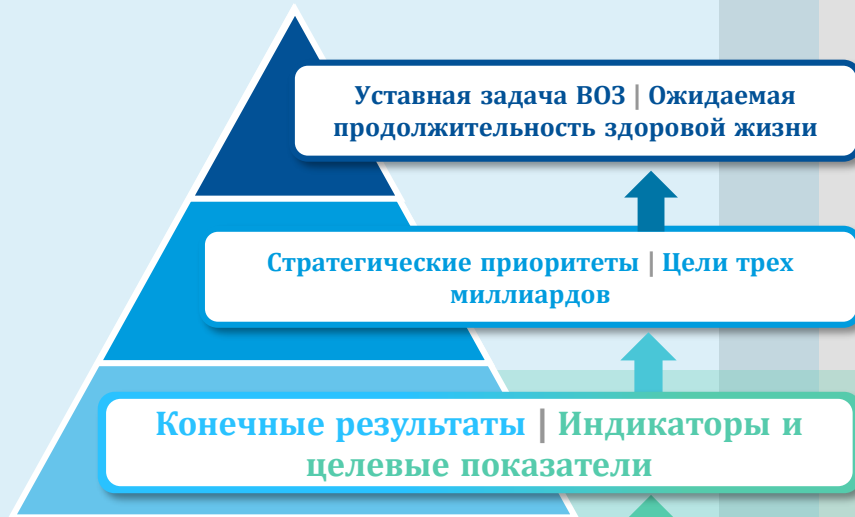 Уставная задача ВОЗ | Ожидаемая
продолжительность здоровой жизни
Стратегические приоритеты | Цели трех
миллиардов
Конечные результаты | Индикаторы и
целевые показатели